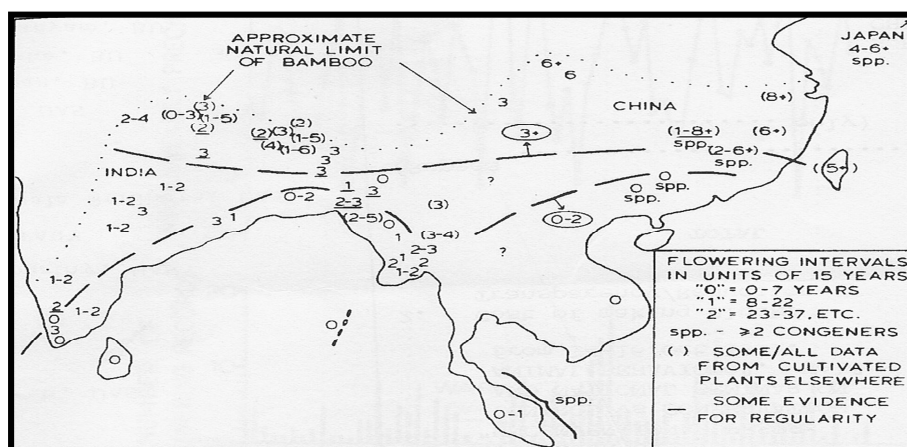 APPROXIMATE
NATURAL LIMIT
OF BAMBOO
JAPAN
4-6+
spp.
6+
6
3
CHINA
(8+)
2-4
(3)
(0-3)(1-5)
(2)
(2)
(2)(3)
(1-5)
(4)(1-6)
3
3
3
3+
(1-8+)
spp.
(6+)
(2-6+)
spp.
(5+)
INDIA
1-2
1-2
3
1-2
3
1
0-2
1
2-3
3
0
(2-5)
0
?
(3)
0
spp.
0
spp.
0-2
(3-4)
1
2-3
1
2
2
1-2
?
1-2
2
0
3
0
1-2
0
0
0
spp.
0-1
FLOWERING INTERVALS
IN UNITS OF 15 YEARS
"0" = 0-7 YEARS
"1" = 8-22
"2" = 23-37, ETC.
spp. - ≥2 CONGENERS
( ) SOME/ALL DATA
FROM CULTIVATED
PLANTS ELSEWHERE
— SOME EVIDENCE
FOR REGULARITY